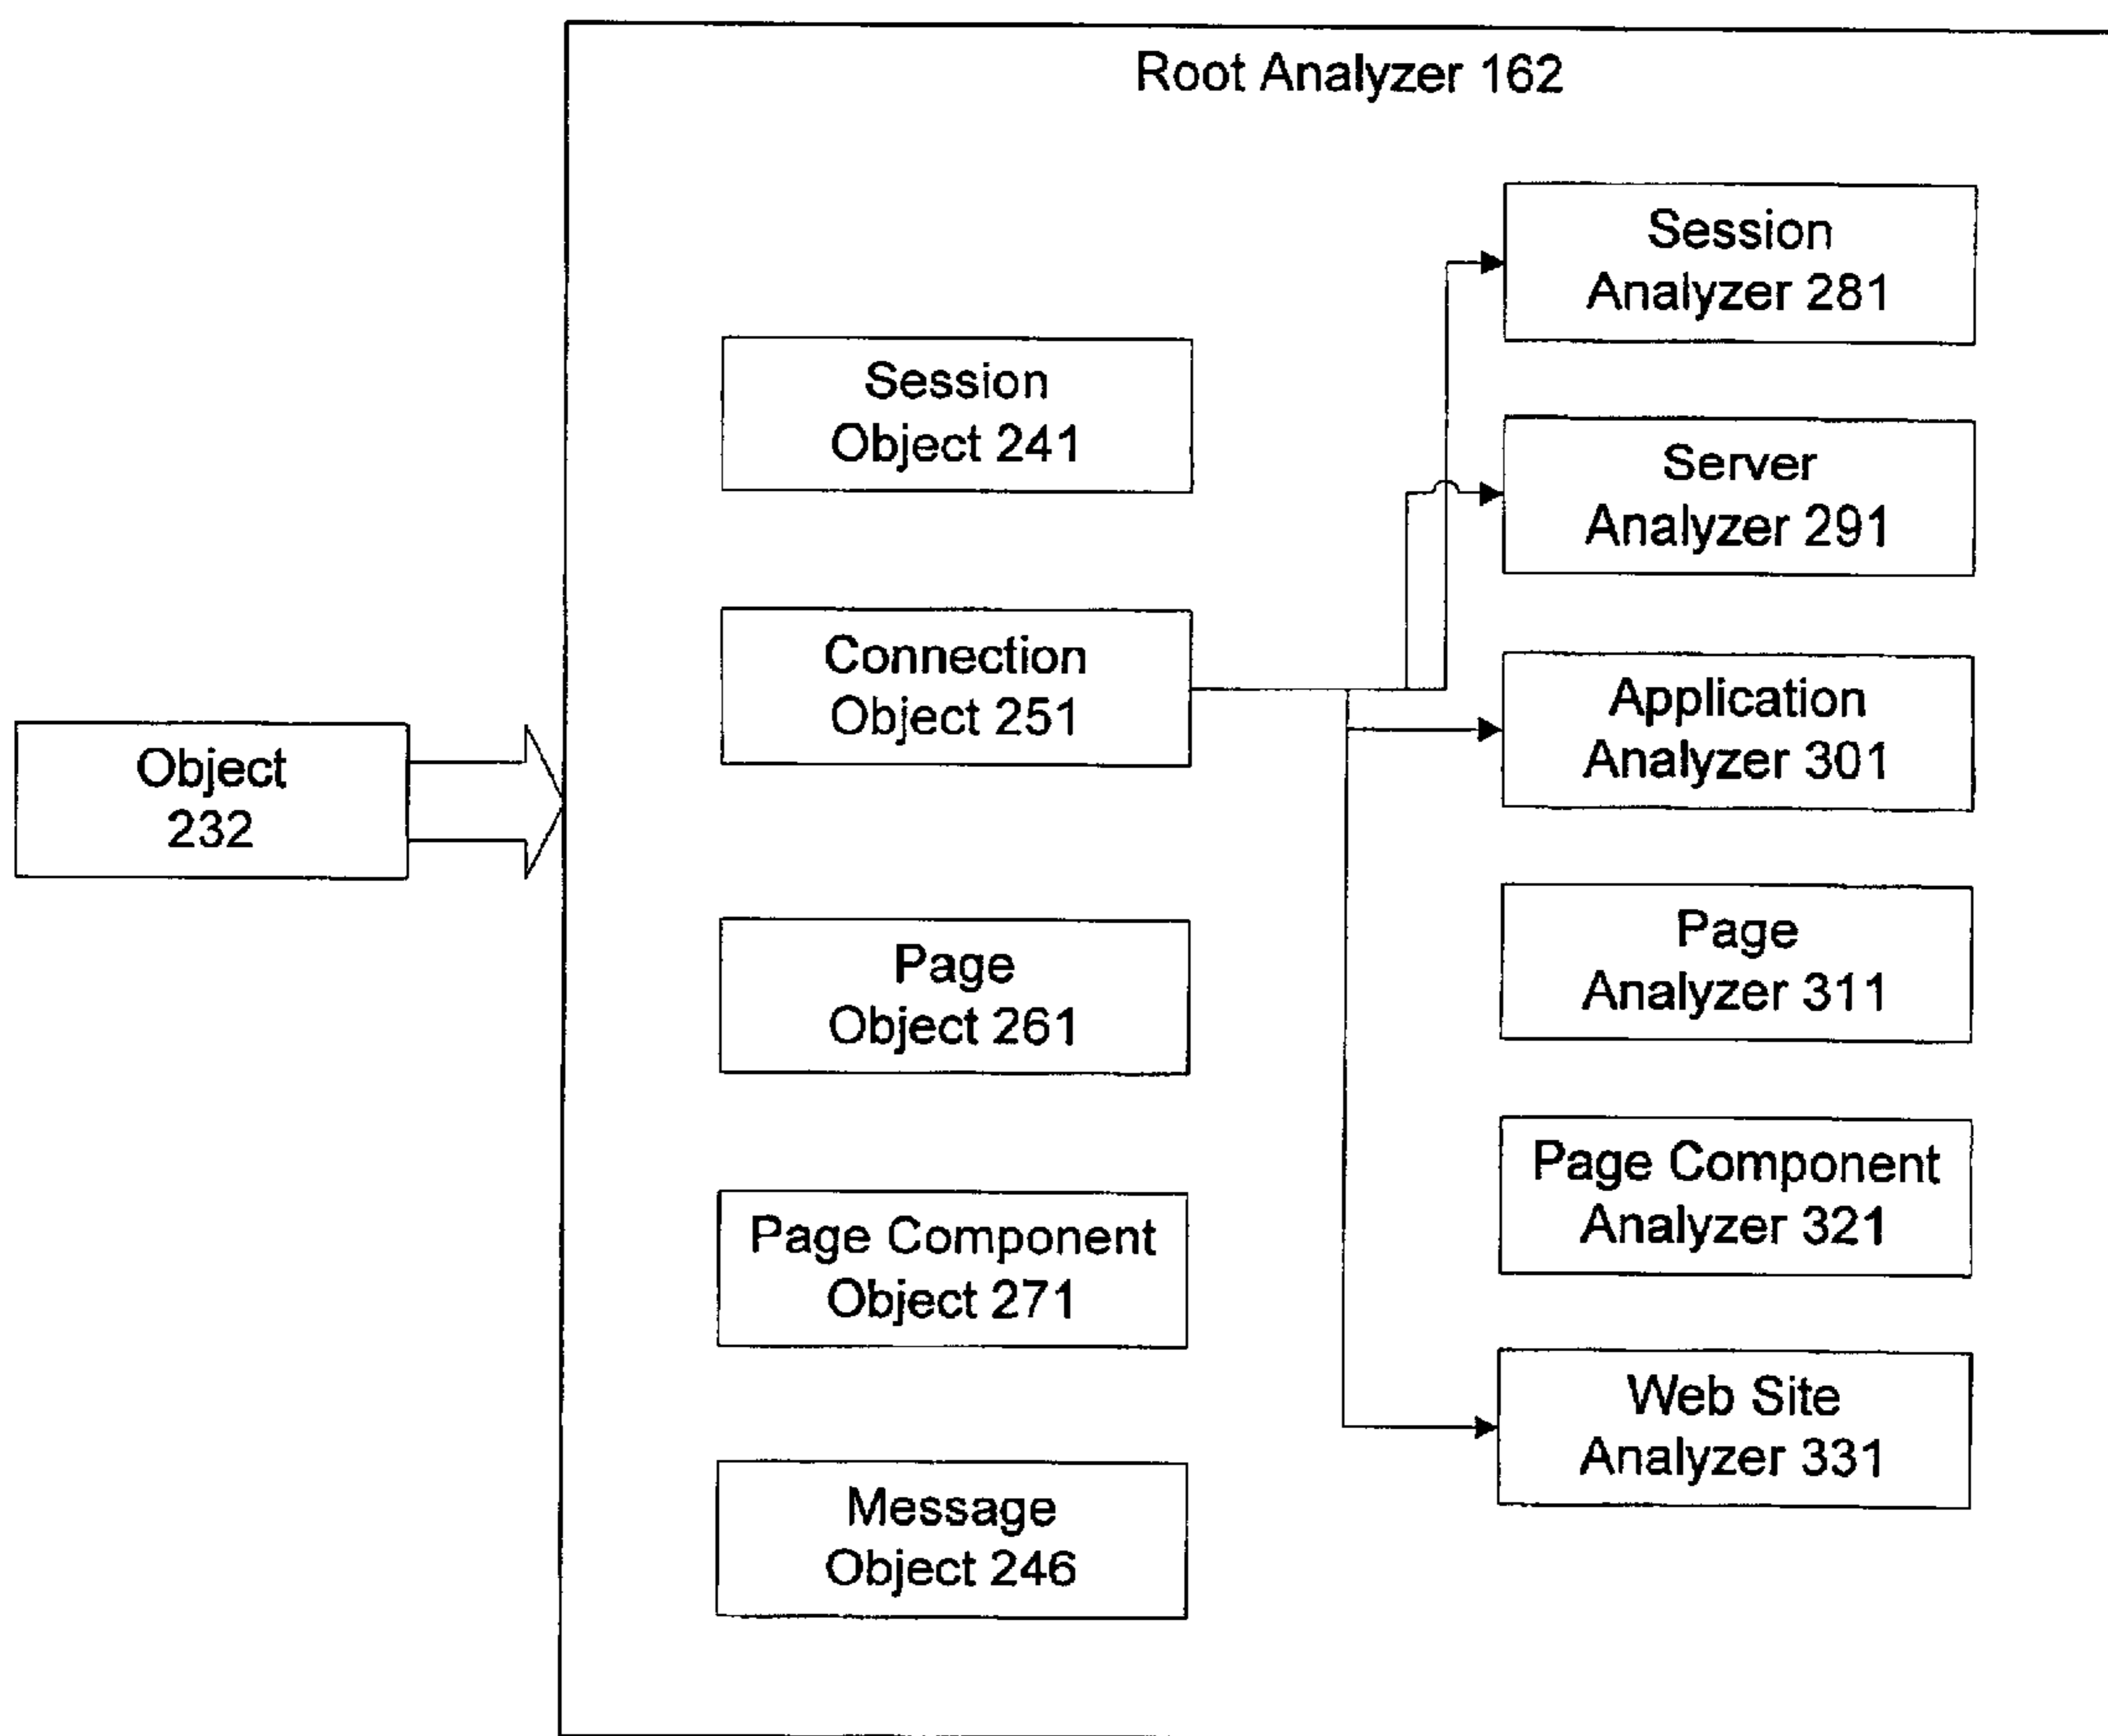 Root Analyzer 162
Object
232
Session
Object 241
Connection
Object 251
Page
Object 261
Page Component
Object 271
Message
Object 246
Session
Analyzer 281
Server
Analyzer 291
Application
Analyzer 301
Page
Analyzer 311
Page Component
Analyzer 321
Web Site
Analyzer 331